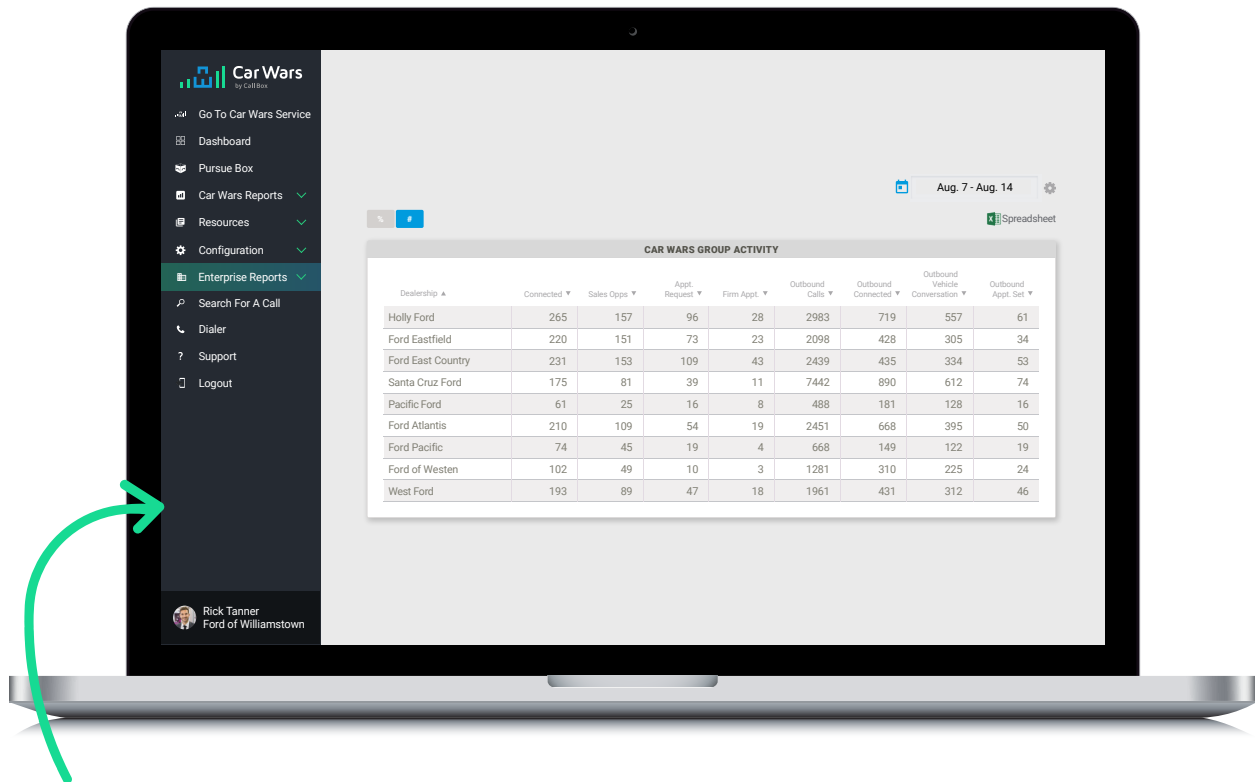 Car Wars
by CallBox
Go To Car Wars Service
Dashboard
Pursue Box
Car Wars Reports
Resources
Configuration
Enterprise Reports
Search For A Call
Dialer
? Support
Logout
Rick Tanner
Ford of Williamstown
Aug. 7 - Aug. 14
% #
Spreadsheet
CAR WARS GROUP ACTIVITY
Dealership ▲ Connected ▼ Sales Opps ▼ Appt. Request ▼ Firm Appt. ▼ Outbound Calls ▼ Outbound Connected ▼ Outbound Vehicle Conversation ▼ Outbound Appt. Set ▼
Holly Ford 265 157 96 28 2983 719 557 61
Ford Eastfield 220 151 73 23 2098 428 305 34
Ford East Country 231 153 109 43 2439 435 334 53
Santa Cruz Ford 175 81 39 11 7442 890 612 74
Pacific Ford 61 25 16 8 488 181 128 16
Ford Atlantis 210 109 54 19 2451 668 395 50
Ford Pacific 74 45 19 4 668 149 122 19
Ford of Westen 102 49 10 3 1281 310 225 24
West Ford 193 89 47 18 1961 431 312 46